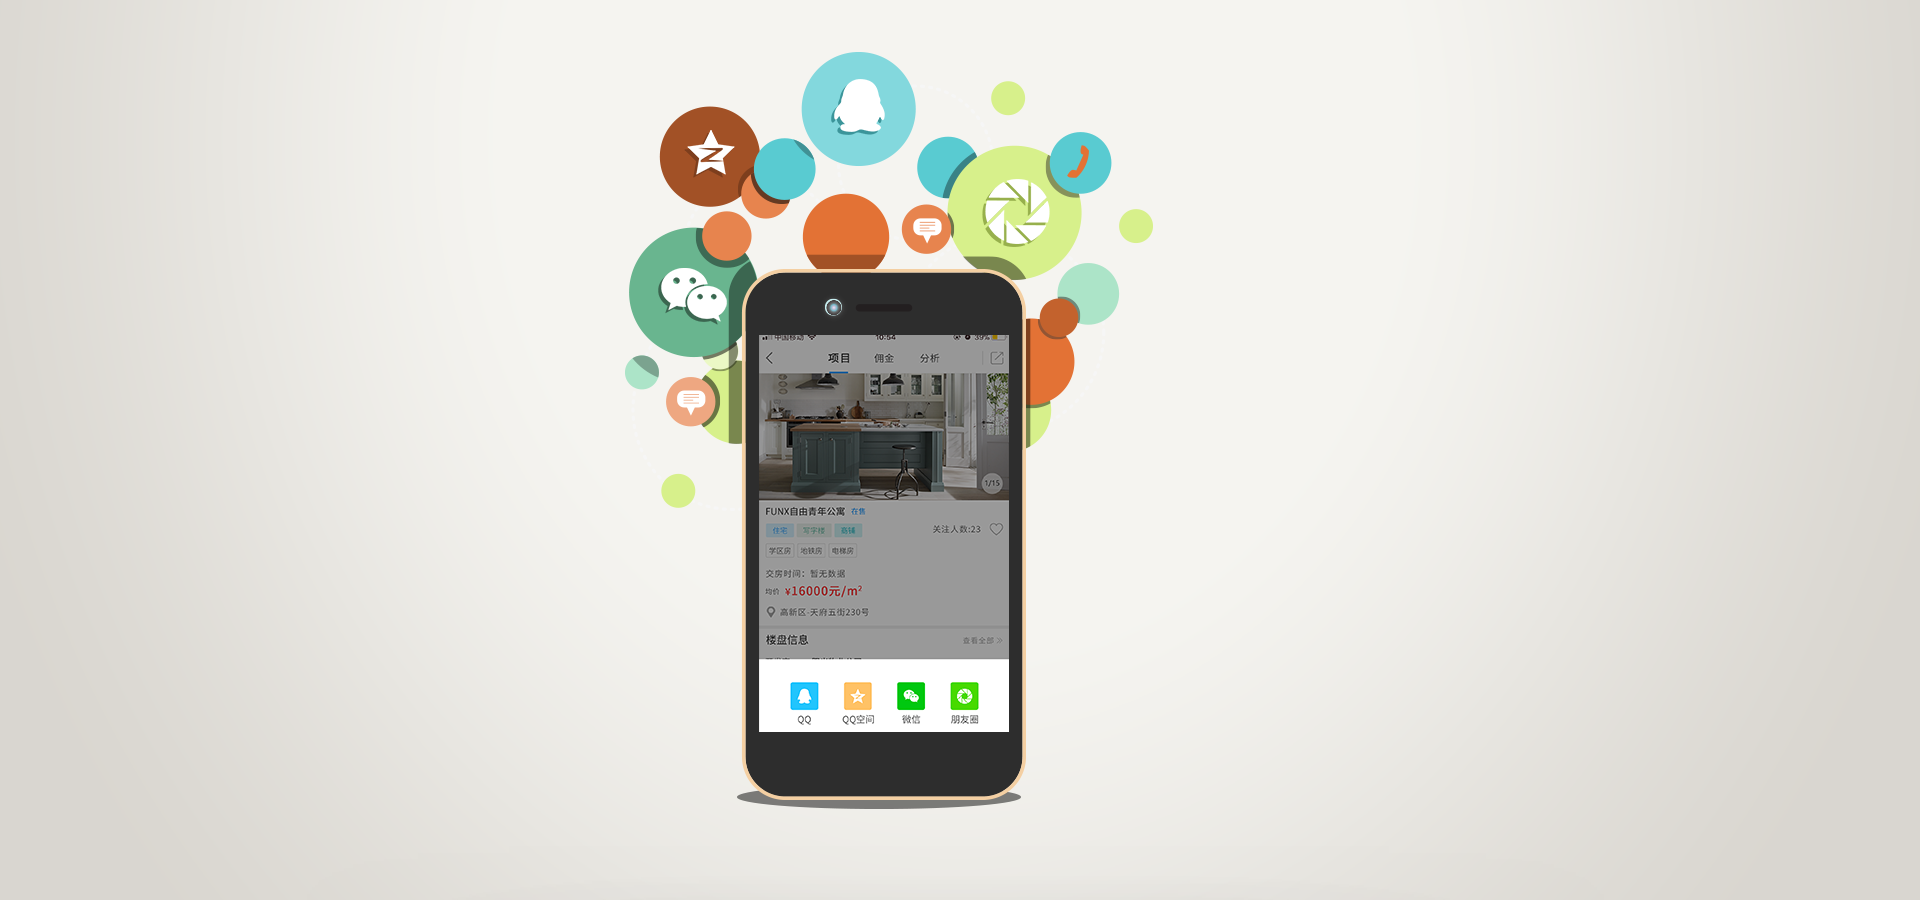 中国移动 10:54 39%
项目 佣金 分析
1/15
FUNX自由青年公寓 在售
住宅 写字楼 商铺
关注人数:23
学区房 地铁房 电梯房
交房时间: 暂无数据
均价 ¥16000元/m²
高新区-天府五街230号
楼盘信息 查看全部 »
QQ QQ空间 微信 朋友圈